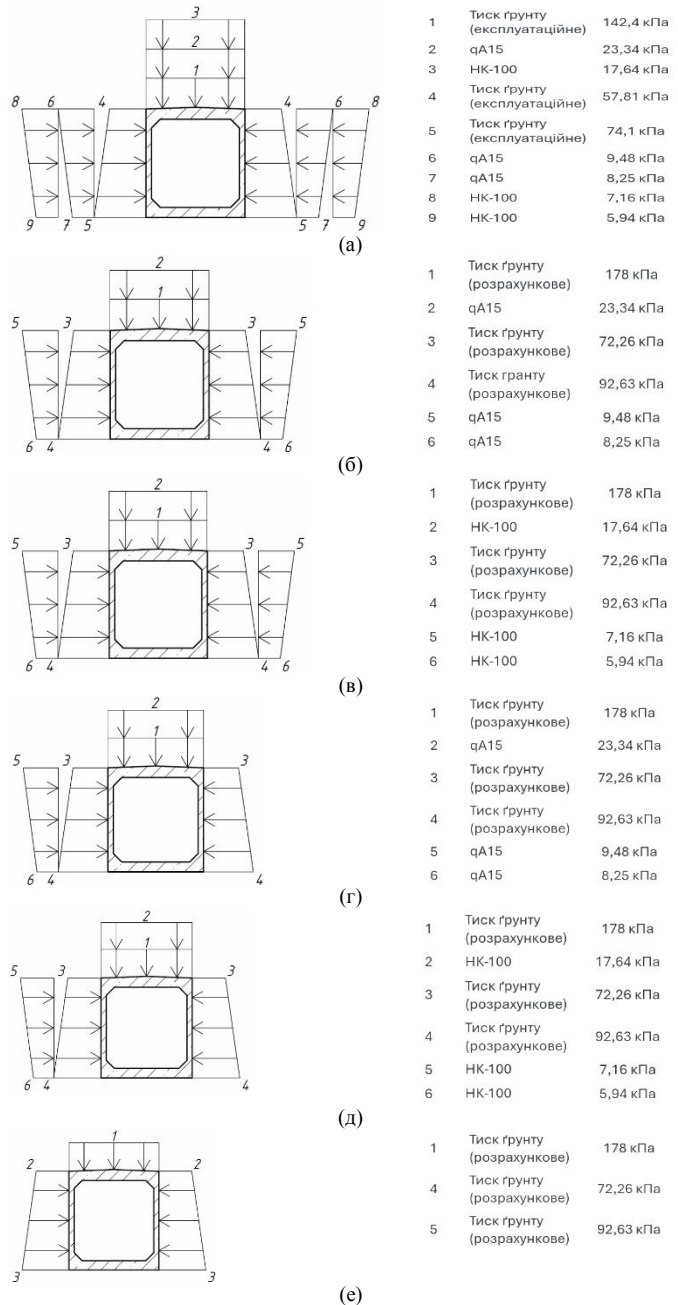 3
2
1
8 6 4 4 6 8
9 7 5 5 7 9
1 Тиск ґрунту (експлуатаційне) 142,4 кПа
2 qA15 23,34 кПа
3 НК-100 17,64 кПа
4 Тиск ґрунту (експлуатаційне) 57,81 кПа
5 Тиск ґрунту (експлуатаційне) 74,1 кПа
6 qA15 9,48 кПа
7 qA15 8,25 кПа
8 НК-100 7,16 кПа
9 НК-100 5,94 кПа
(а)
2
1
5 3 3 5
6 4 4 6
1 Тиск ґрунту (розрахункове) 178 кПа
2 qA15 23,34 кПа
3 Тиск ґрунту (розрахункове) 72,26 кПа
4 Тиск гранту (розрахункове) 92,63 кПа
5 qA15 9,48 кПа
6 qA15 8,25 кПа
(б)
2
1
5 3 3 5
6 4 4 6
1 Тиск ґрунту (розрахункове) 178 кПа
2 НК-100 17,64 кПа
3 Тиск ґрунту (розрахункове) 72,26 кПа
4 Тиск ґрунту (розрахункове) 92,63 кПа
5 НК-100 7,16 кПа
6 НК-100 5,94 кПа
(в)
2
1
5 3 3
6 4 4
1 Тиск ґрунту (розрахункове) 178 кПа
2 qA15 23,34 кПа
3 Тиск ґрунту (розрахункове) 72,26 кПа
4 Тиск ґрунту (розрахункове) 92,63 кПа
5 qA15 9,48 кПа
6 qA15 8,25 кПа
(г)
2
1
5 3 3
6 4 4
1 Тиск ґрунту (розрахункове) 178 кПа
2 НК-100 17,64 кПа
3 Тиск ґрунту (розрахункове) 72,26 кПа
4 Тиск ґрунту (розрахункове) 92,63 кПа
5 НК-100 7,16 кПа
6 НК-100 5,94 кПа
(д)
1
2 2
3 3
1 Тиск ґрунту (розрахункове) 178 кПа
4 Тиск ґрунту (розрахункове) 72,26 кПа
5 Тиск ґрунту (розрахункове) 92,63 кПа
(е)